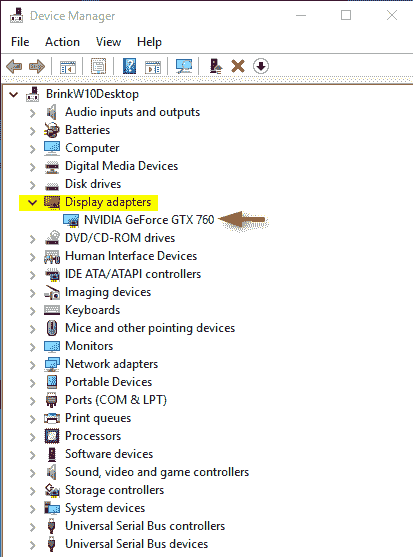 Device Manager
File Action View Help
BrinkW10Desktop
Audio inputs and outputs
Batteries
Computer
Digital Media Devices
Disk drives
Display adapters
NVIDIA GeForce GTX 760
DVD/CD-ROM drives
Human Interface Devices
IDE ATA/ATAPI controllers
Imaging devices
Keyboards
Mice and other pointing devices
Monitors
Network adapters
Portable Devices
Ports (COM & LPT)
Print queues
Processors
Software devices
Sound, video and game controllers
Storage controllers
System devices
Universal Serial Bus controllers
Universal Serial Bus devices